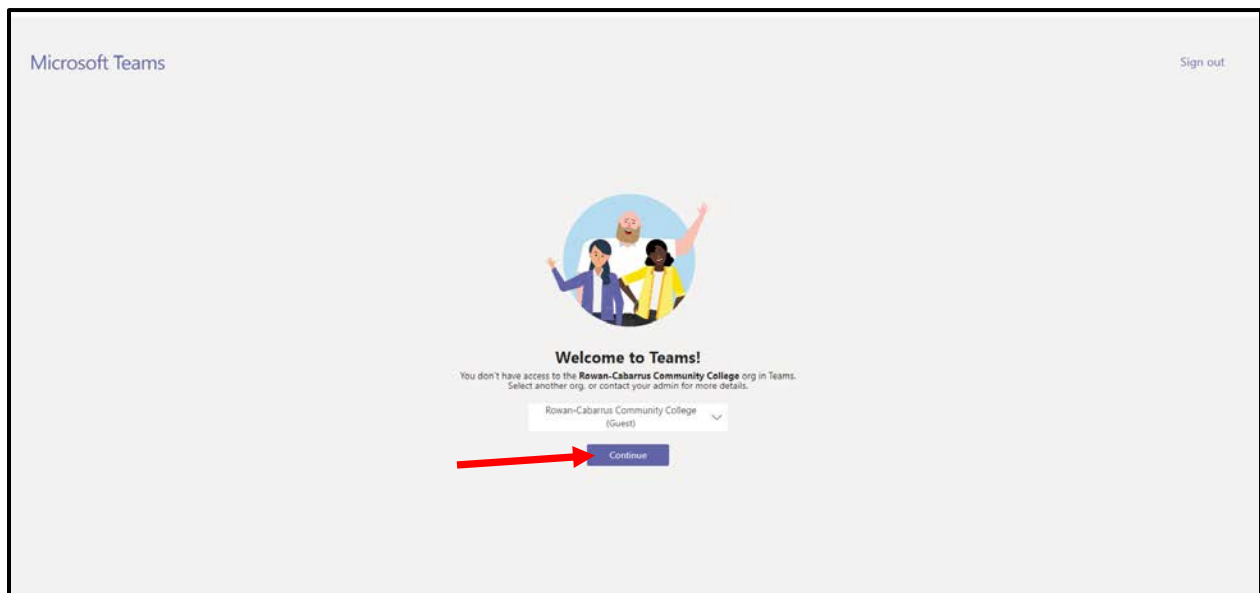 Microsoft Teams
Sign out
Welcome to Teams!
You don't have access to the Rowan-Cabarrus Community College org in Teams.
Select another org. or contact your admin for more details.
Rowan-Cabarrus Community College
(Guest)
Continue